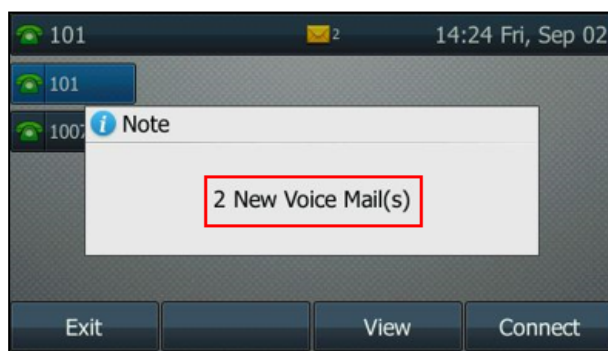 101 2 14:24 Fri, Sep 02
101
1007
Note
2 New Voice Mail(s)
Exit View Connect